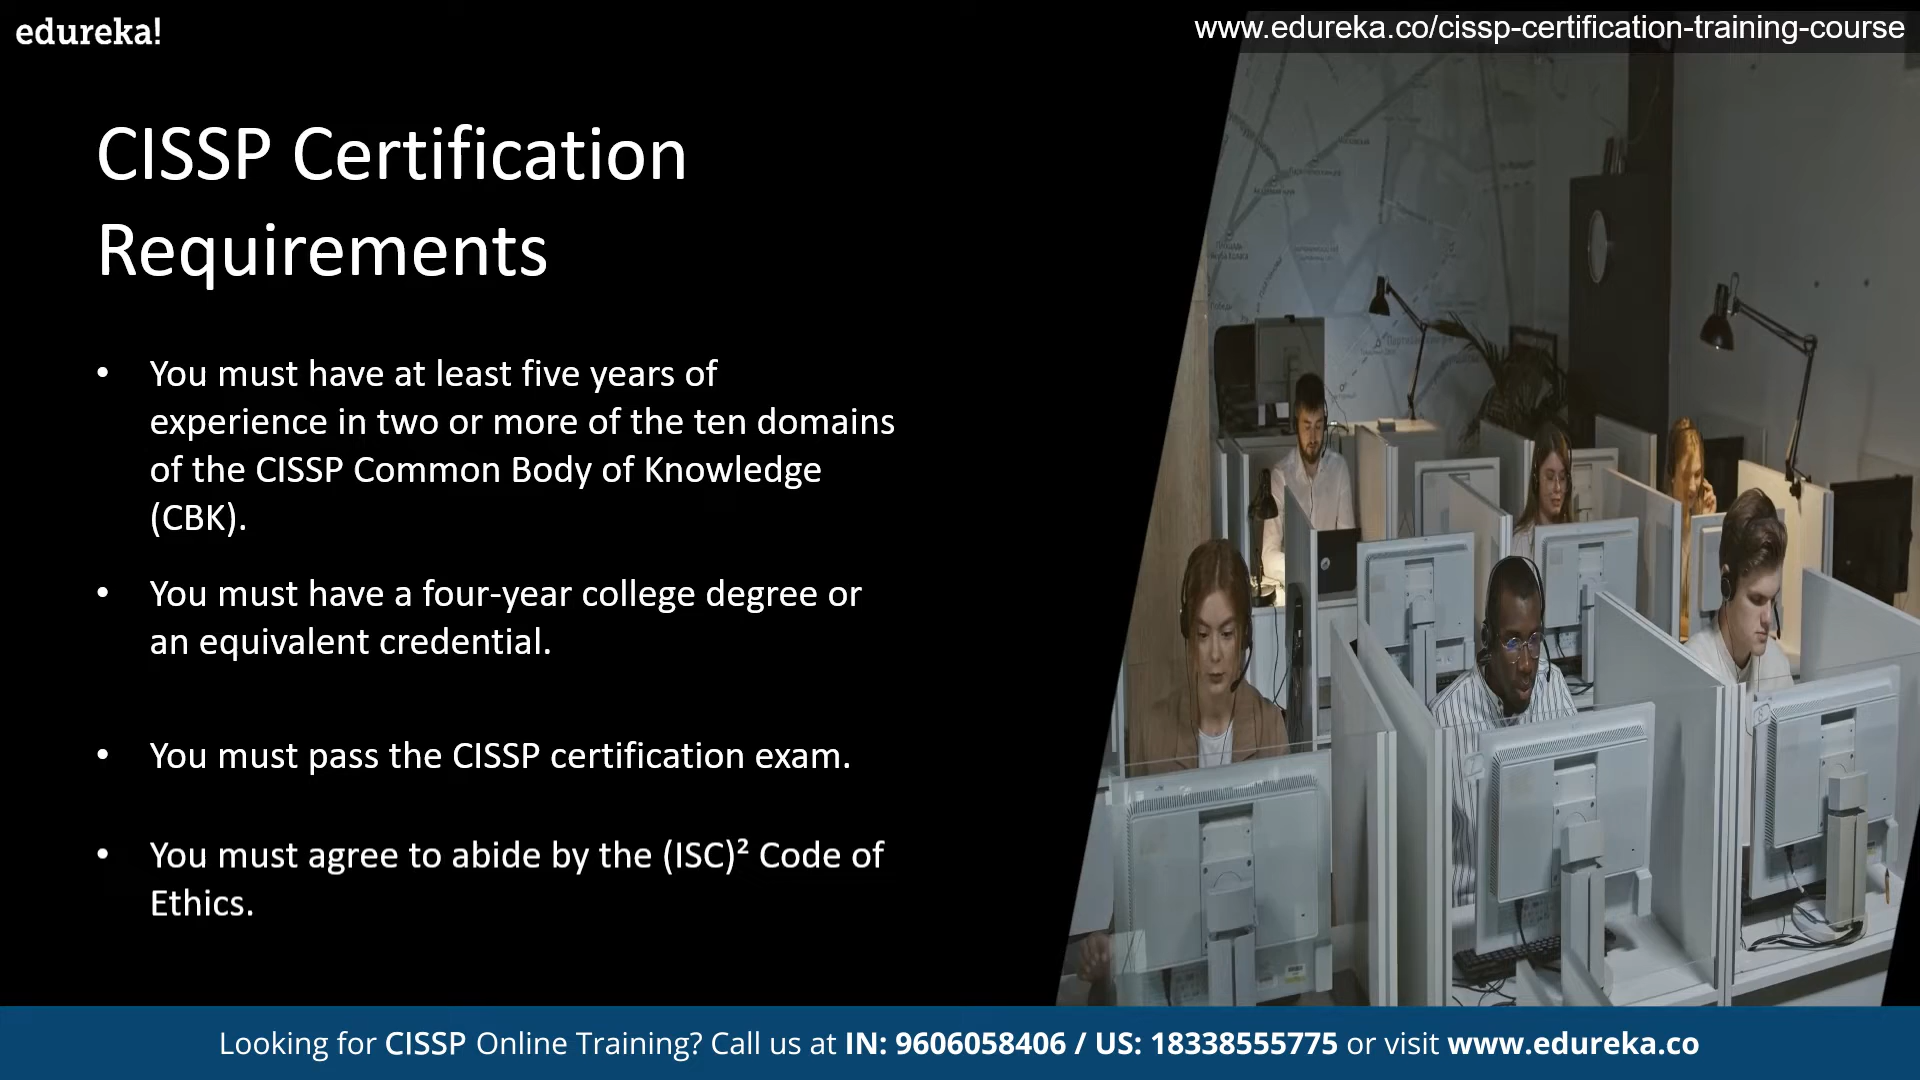 edureka!
www.edureka.co/cissp-certification-training-course
CISSP Certification
Requirements
• You must have at least five years of
experience in two or more of the ten domains
of the CISSP Common Body of Knowledge
(CBK).
• You must have a four-year college degree or
an equivalent credential.
• You must pass the CISSP certification exam.
• You must agree to abide by the (ISC)² Code of
Ethics.
Looking for CISSP Online Training? Call us at IN: 9606058406 / US: 18338555775 or visit www.edureka.co